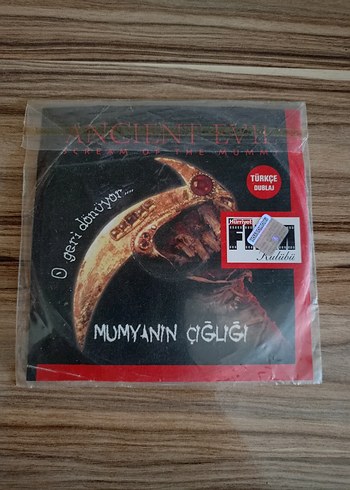 ANCIENT EVIL
SCREAM OF THE MUMMY
TÜRKÇE
DUBLAJ
O geri dönüyor....
Hürriyet
Kulübü
MUMYANIN ÇIĞLIĞI